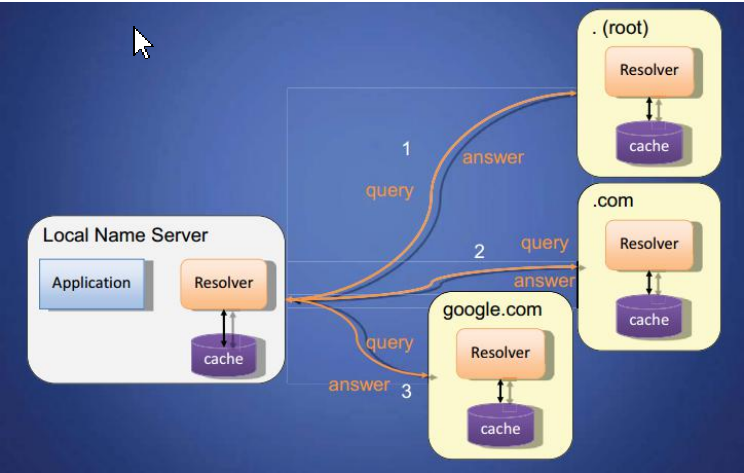 . (root)
Resolver
cache
1
answer
query
.com
Resolver
cache
2
query
answer
Local Name Server
Application
Resolver
cache
google.com
Resolver
cache
query
answer
3